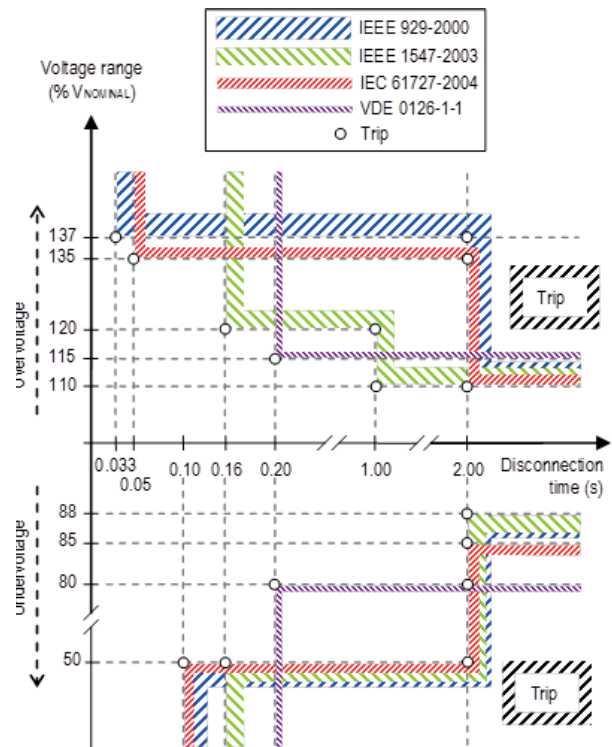 IEEE 929-2000
IEEE 1547-2003
IEC 61727-2004
VDE 0126-1-1
Trip
Voltage range
(% VNOMINAL)
137
135
120
115
110
Overvoltage
Trip
0.033
0.05
0.10
0.16
0.20
1.00
2.00
Disconnection
time (s)
88
85
80
50
Undervoltage
Trip